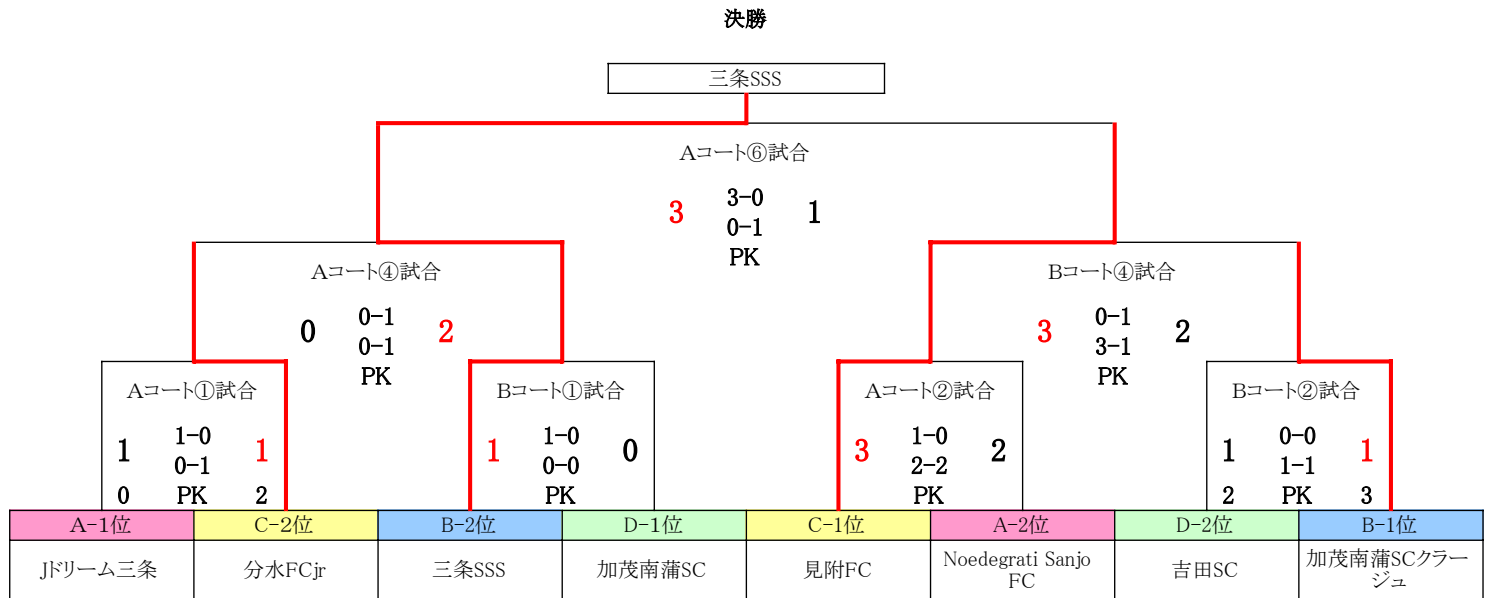 決勝
三条SSS
Aコート⑥試合
3 3-0 1
0-1
PK
Aコート④試合 Bコート④試合
0 0-1 2 3 0-1 2
0-1 3-1
PK PK
Aコート①試合 Bコート①試合 Aコート②試合 Bコート②試合
1 1-0 1 1 1-0 0 3 1-0 2 1 0-0 1
0-1 0-0 2-2 1-1
0 PK 2 PK PK 2 PK 3
A-1位 C-2位 B-2位 D-1位 C-1位 A-2位 D-2位 B-1位
Jドリーム三条 分水FCjr 三条SSS 加茂南蒲SC 見附FC Noedegrati Sanjo FC 吉田SC 加茂南蒲SCクラージュ